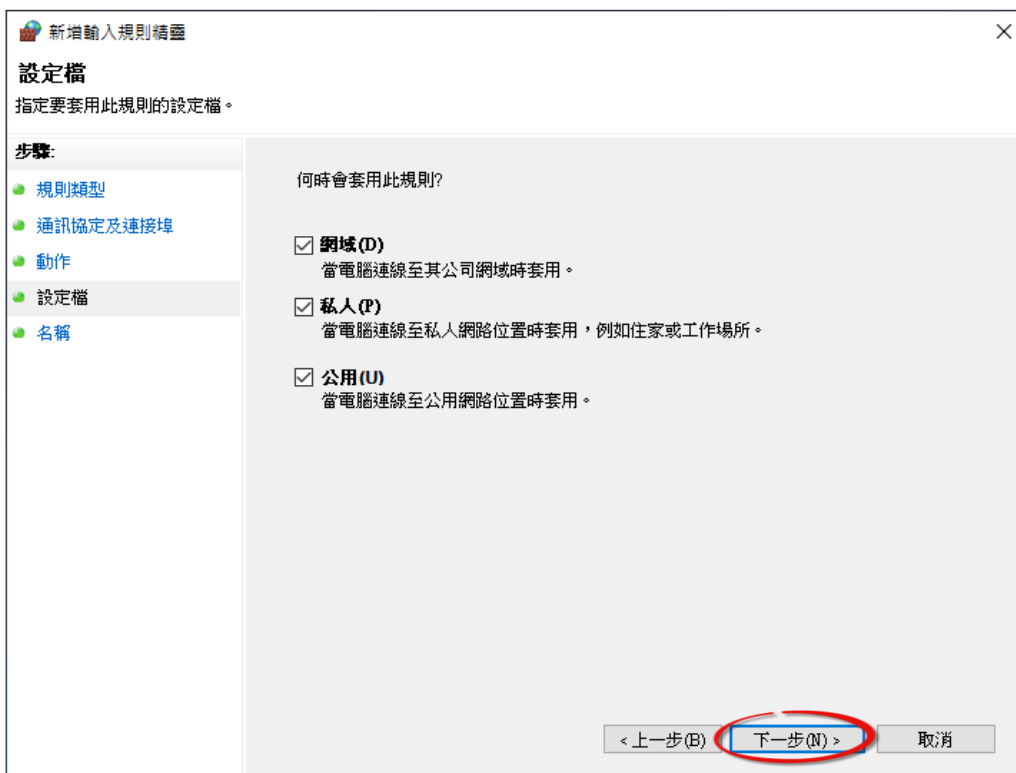 新增輸入規則精靈
設定檔
指定要套用此規則的設定檔。
步驟:
規則類型
通訊協定及連接埠
動作
設定檔
名稱
何時會套用此規則?
網域(D)
當電腦連線至其公司網域時套用。
私人(P)
當電腦連線至私人網路位置時套用，例如住家或工作場所。
公用(U)
當電腦連線至公用網路位置時套用。
< 上一步(B)
下一步(N) >
取消